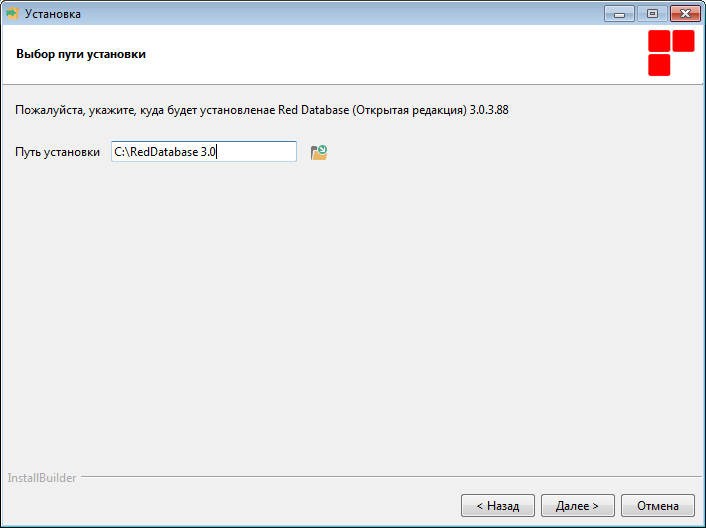 Установка
Выбор пути установки
Пожалуйста, укажите, куда будет установленае Red Database (Открытая редакция) 3.0.3.88
Путь установки C:\RedDatabase 3.0
InstallBuilder
< Назад Далее > Отмена